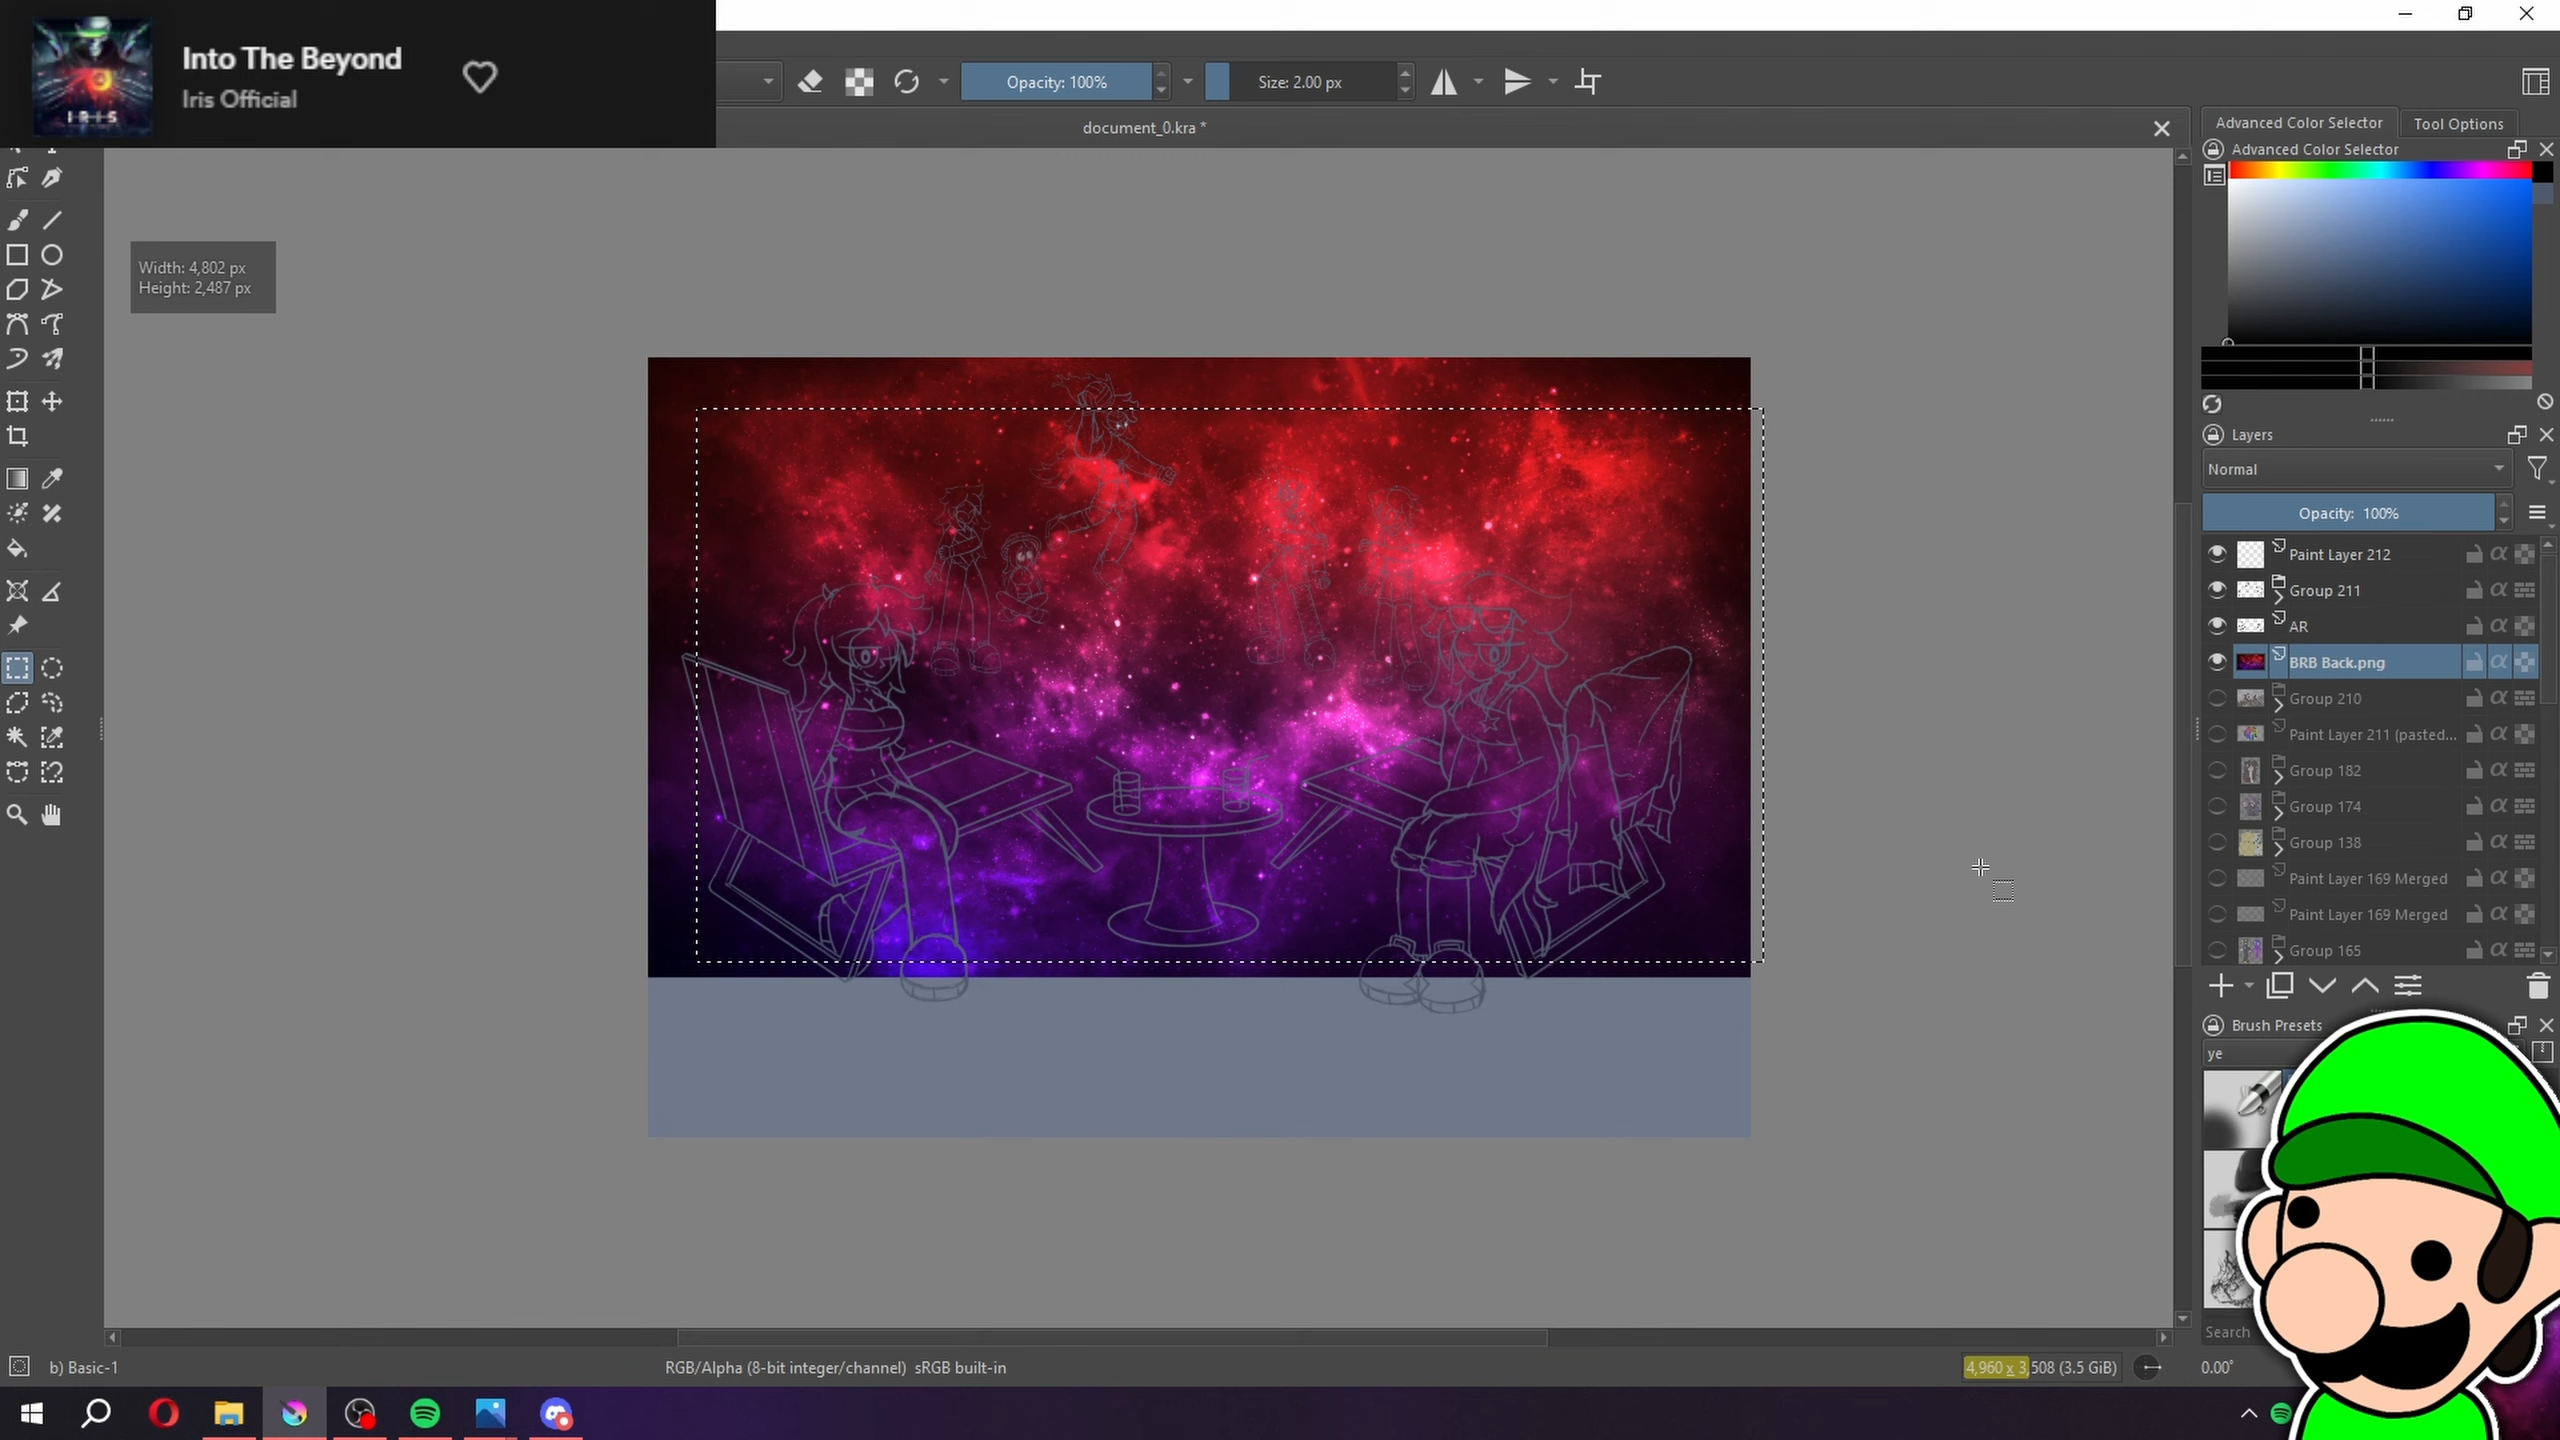 Into The Beyond
Iris Official
IRIS
Opacity: 100%
Size: 2.00 px
document_0.kra *
Advanced Color Selector
Tool Options
Advanced Color Selector
Width: 4,802 px
Height: 2,487 px
Layers
Normal
Opacity: 100%
Paint Layer 212
Group 211
AR
BRB Back.png
Group 210
Paint Layer 211 (pasted...
Group 182
Group 174
Group 138
Paint Layer 169 Merged
Paint Layer 169 Merged
Group 165
Brush Presets
ye
Search
b) Basic-1
RGB/Alpha (8-bit integer/channel) sRGB built-in
4,960 x 3,508 (3.5 GiB)
0.00°